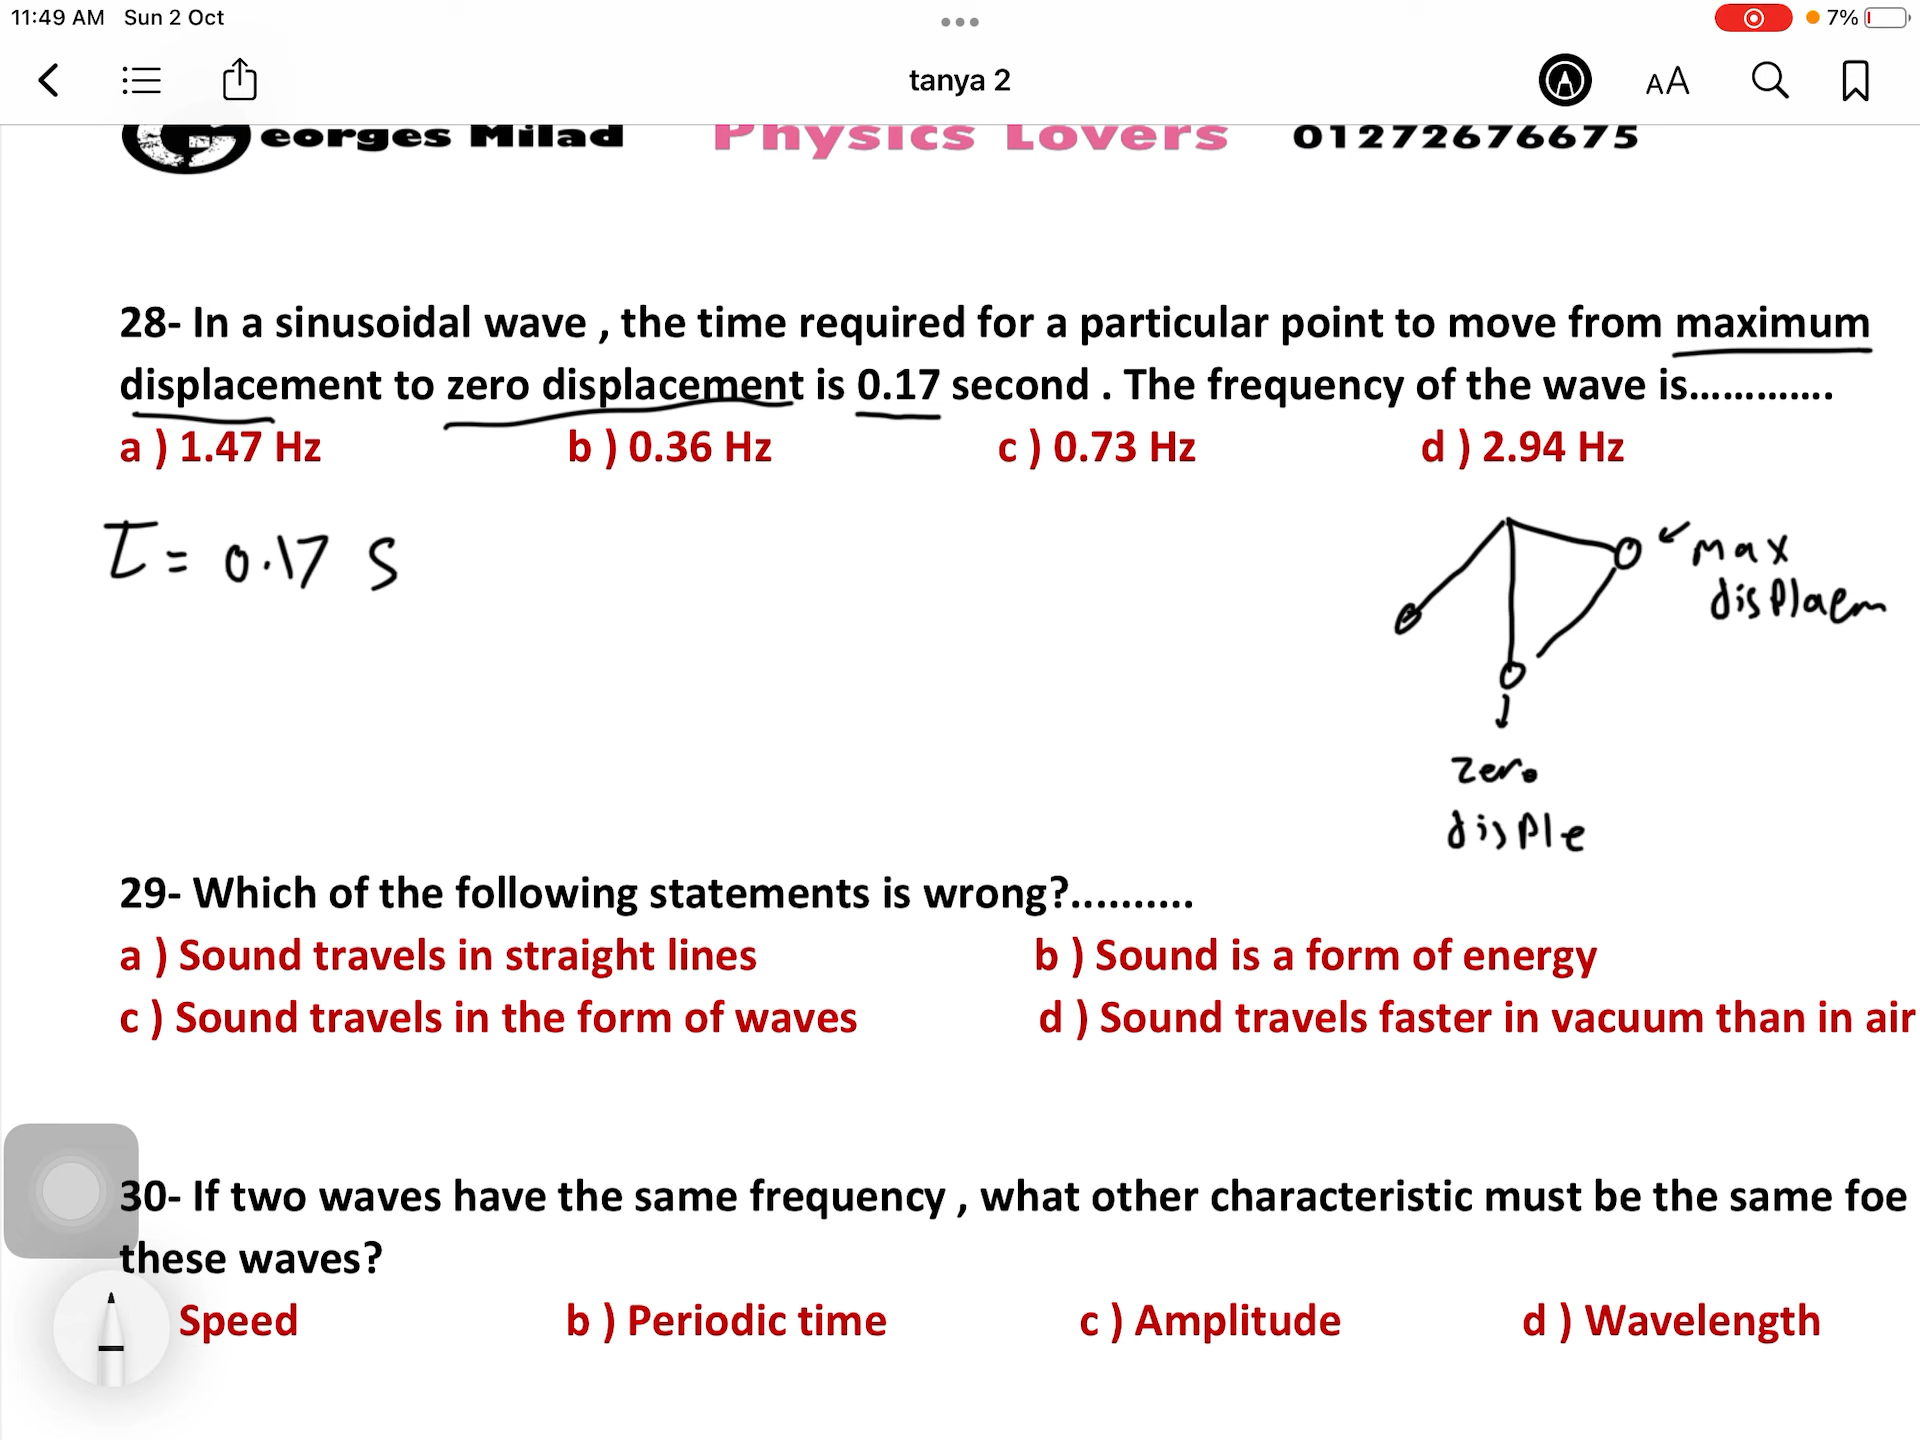 11:49 AM Sun 2 Oct
7%
tanya 2
Georges Milad Physics Lovers 01272676675
28- In a sinusoidal wave , the time required for a particular point to move from maximum
displacement to zero displacement is 0.17 second . The frequency of the wave is.............
a ) 1.47 Hz b ) 0.36 Hz c ) 0.73 Hz d ) 2.94 Hz
t = 0.17 s
max
displaem
zero
disple
29- Which of the following statements is wrong?..........
a ) Sound travels in straight lines b ) Sound is a form of energy
c ) Sound travels in the form of waves d ) Sound travels faster in vacuum than in air
30- If two waves have the same frequency , what other characteristic must be the same foe
these waves?
Speed b ) Periodic time c ) Amplitude d ) Wavelength